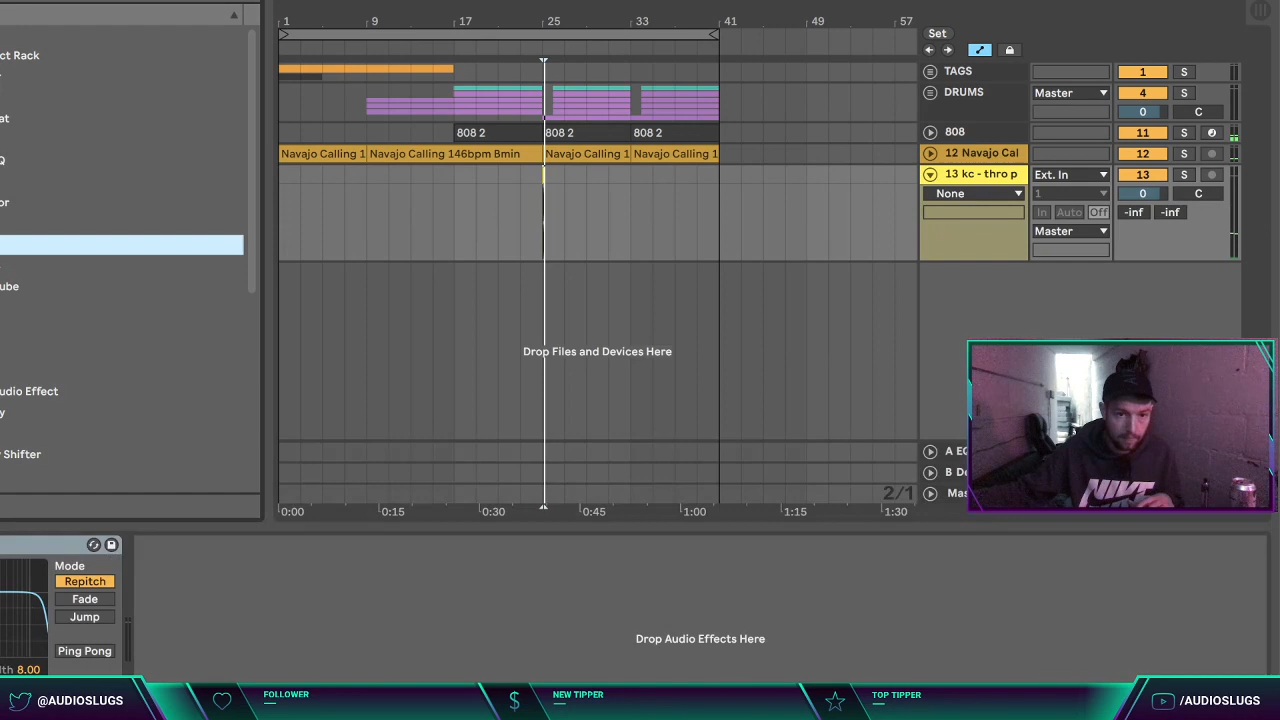 1 9 17 25 33 41 49 57
Set
ct Rack
TAGS 1 S
DRUMS Master 4 S
0 C
at
808 2 808 2 808 2
808 11 S
Navajo Calling 1 Navajo Calling 146bpm Bmin Navajo Calling 1 Navajo Calling 1
12 Navajo Cal 12 S
Q
13 kc - thro p Ext. In 13 S
None 1 0 C
or
In Auto Off -inf -inf
Master
ube
Drop Files and Devices Here
udio Effect
y
A EQ
y Shifter
B De
Mas
2/1
0:00 0:15 0:30 0:45 1:00 1:15 1:30
NIKE
Mode
Repitch
Fade
Jump
Drop Audio Effects Here
Ping Pong
th 8.00
@AUDIOSLUGS
FOLLOWER
NEW TIPPER
TOP TIPPER
/AUDIOSLUGS